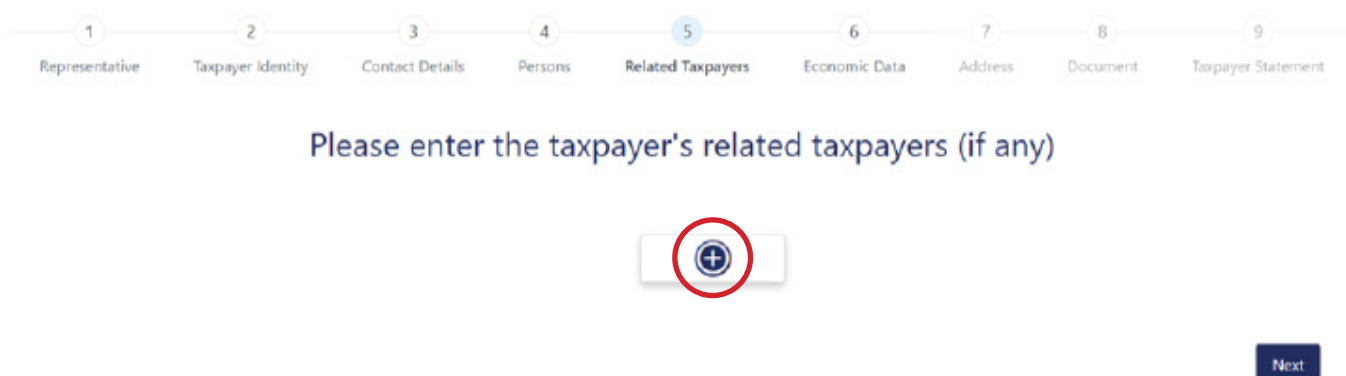 1 2 3 4 5 6 7 8 9
Representative Taxpayer Identity Contact Details Persons Related Taxpayers Economic Data Address Document Taxpayer Statement
Please enter the taxpayer's related taxpayers (if any)
Next